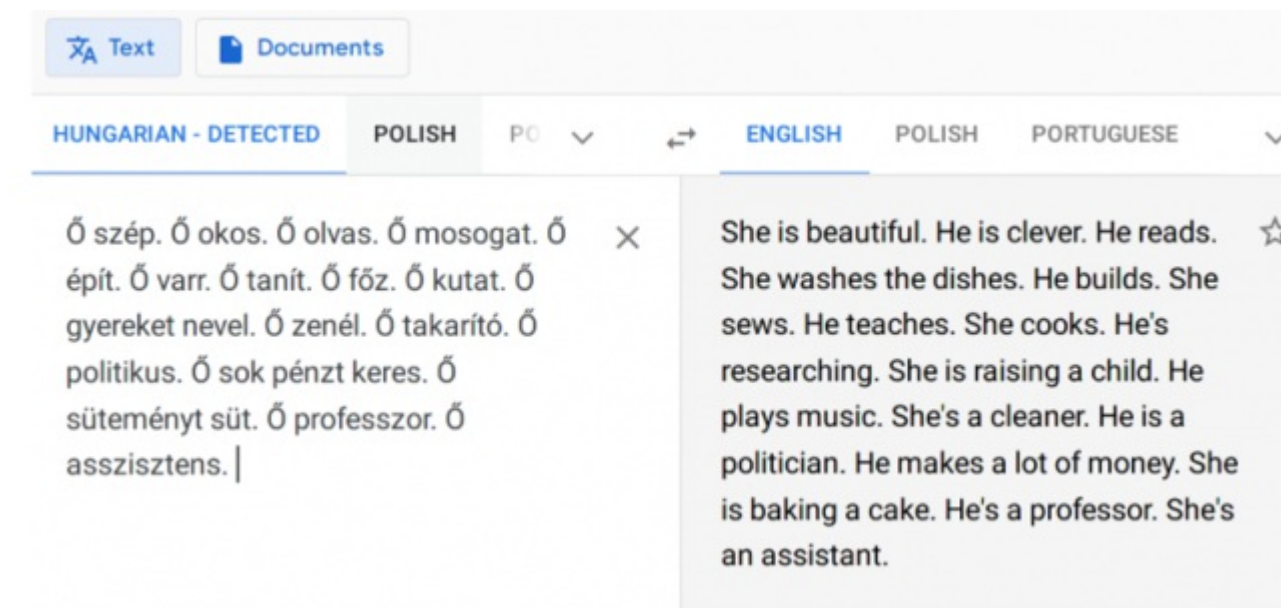 Text Documents
HUNGARIAN - DETECTED POLISH PO ENGLISH POLISH PORTUGUESE
Ő szép. Ő okos. Ő olvas. Ő mosogat. Ő
épít. Ő varr. Ő tanít. Ő főz. Ő kutat. Ő
gyereket nevel. Ő zenél. Ő takarító. Ő
politikus. Ő sok pénzt keres. Ő
süteményt süt. Ő professzor. Ő
asszisztens.
She is beautiful. He is clever. He reads.
She washes the dishes. He builds. She
sews. He teaches. She cooks. He's
researching. She is raising a child. He
plays music. She's a cleaner. He is a
politician. He makes a lot of money. She
is baking a cake. He's a professor. She's
an assistant.